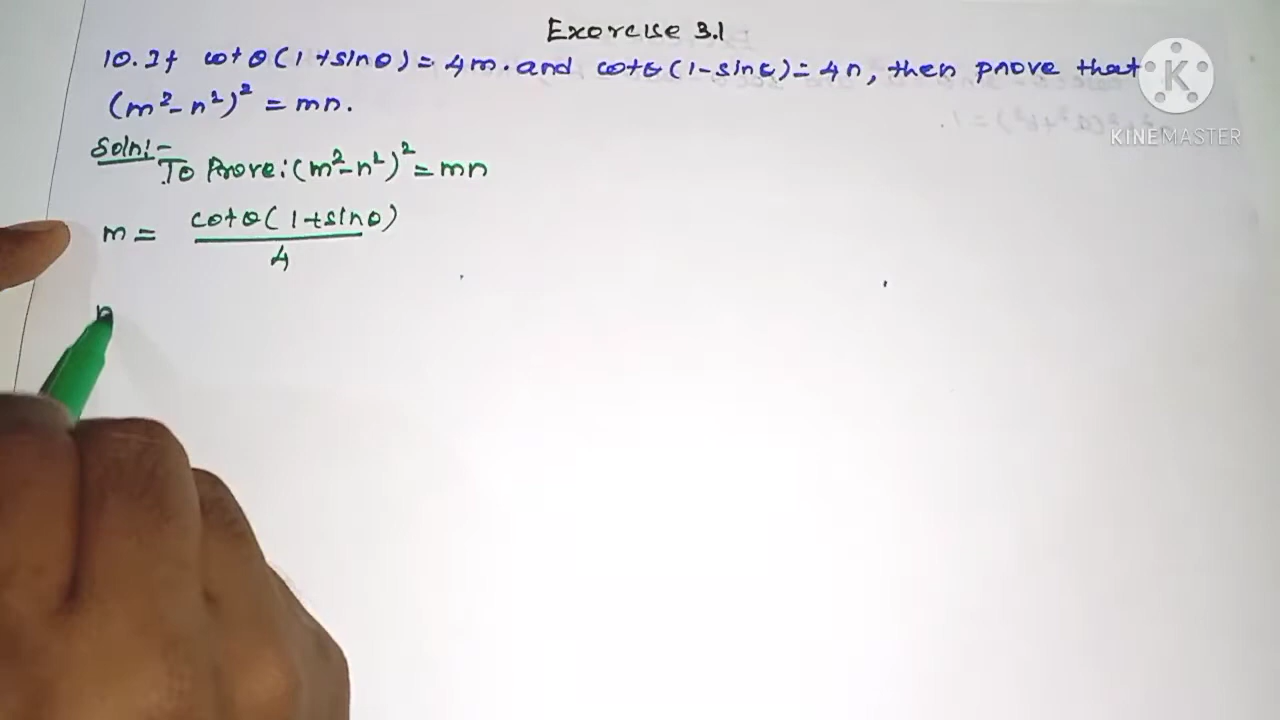 Exercise 3.1
10. If cotθ(1+sinθ) = 4m. and cotθ(1-sinθ) = 4n, then prove that
(m²-n²)² = mn.
Soln:-
To Prove: (m²-n²)² = mn
m = cotθ(1+sinθ)
4
n
K
KINEMASTER